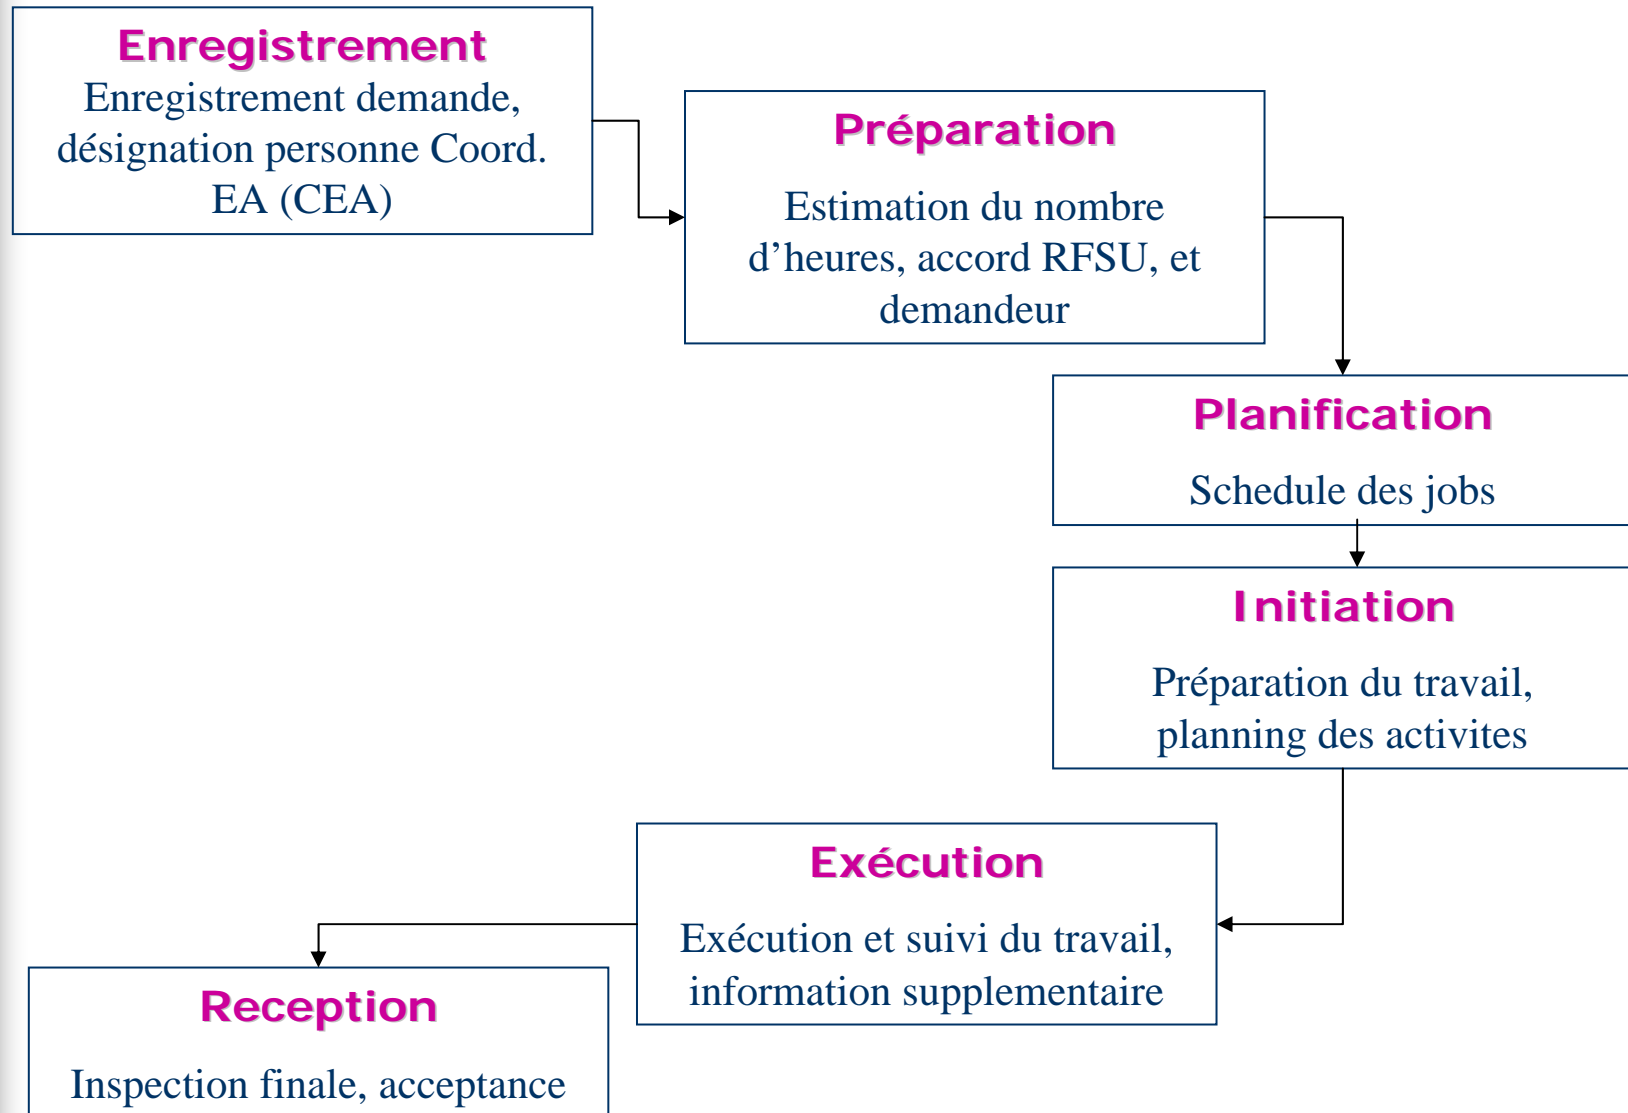 Enregistrement
Enregistrement demande,
désignation personne Coord.
EA (CEA)
Préparation
Estimation du nombre
d’heures, accord RFSU, et
demandeur
Planification
Schedule des jobs
Initiation
Préparation du travail,
planning des activites
Exécution
Exécution et suivi du travail,
information supplementaire
Reception
Inspection finale, acceptance